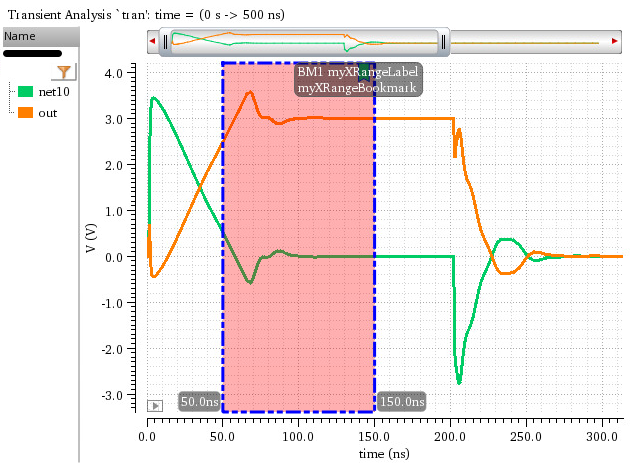 Transient Analysis `tran': time = (0 s -> 500 ns)
Name
net10
out
BM1 myXRangeLabel
myXRangeBookmark
V (V)
4.0
3.0
2.0
1.0
0.0
-1.0
-2.0
-3.0
50.0ns
150.0ns
0.0
50.0
100.0
150.0
200.0
250.0
300.0
time (ns)